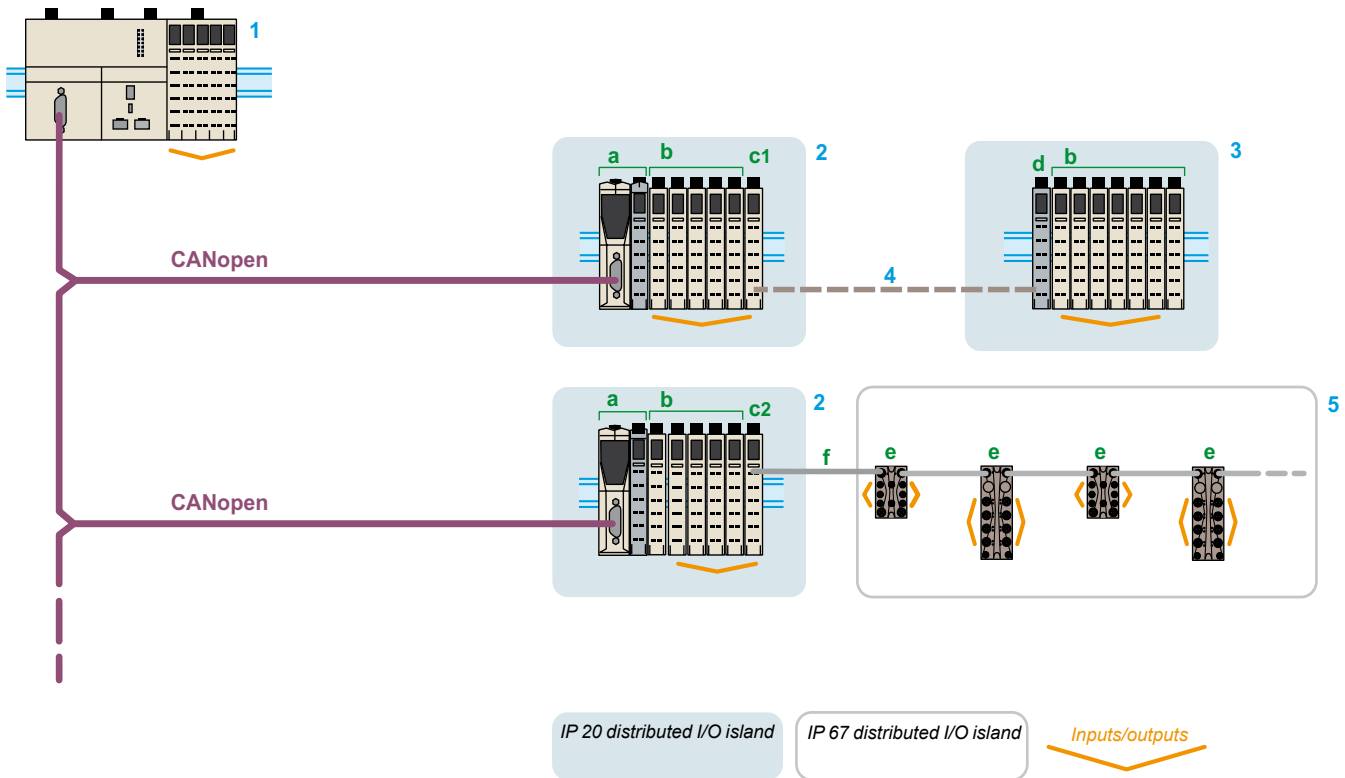 1
a b c1 2
d b 3
CANopen
4
a b c2 2
5
f e e e e
CANopen
IP 20 distributed I/O island
IP 67 distributed I/O island
Inputs/outputs